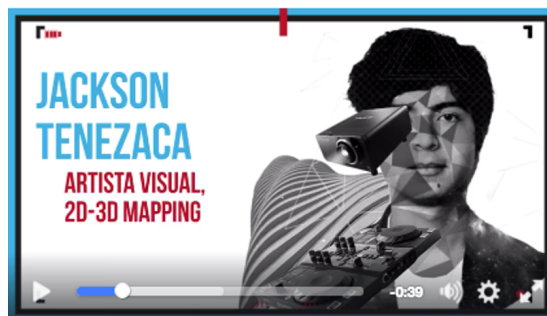 JACKSON
TENEZACA
ARTISTA VISUAL,
2D-3D MAPPING
-0:39